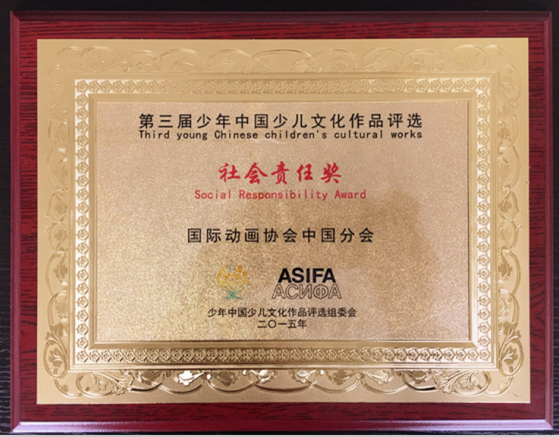 第三届少年中国少儿文化作品评选
Third young Chinese children's cultural works
社会责任奖
Social Responsibility Award
国际动画协会中国分会
ASIFA
АСИФА
少年中国少儿文化作品评选组委会
二〇一五年